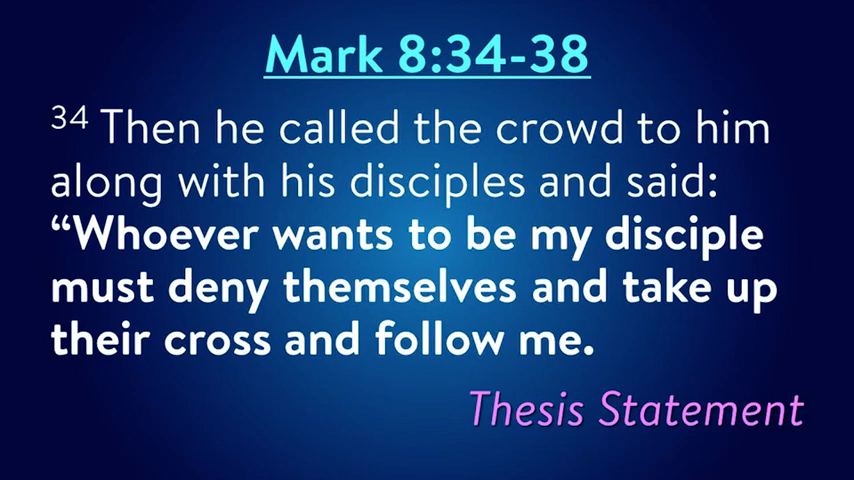 Mark 8:34-38
34 Then he called the crowd to him
along with his disciples and said:
“Whoever wants to be my disciple
must deny themselves and take up
their cross and follow me.
Thesis Statement